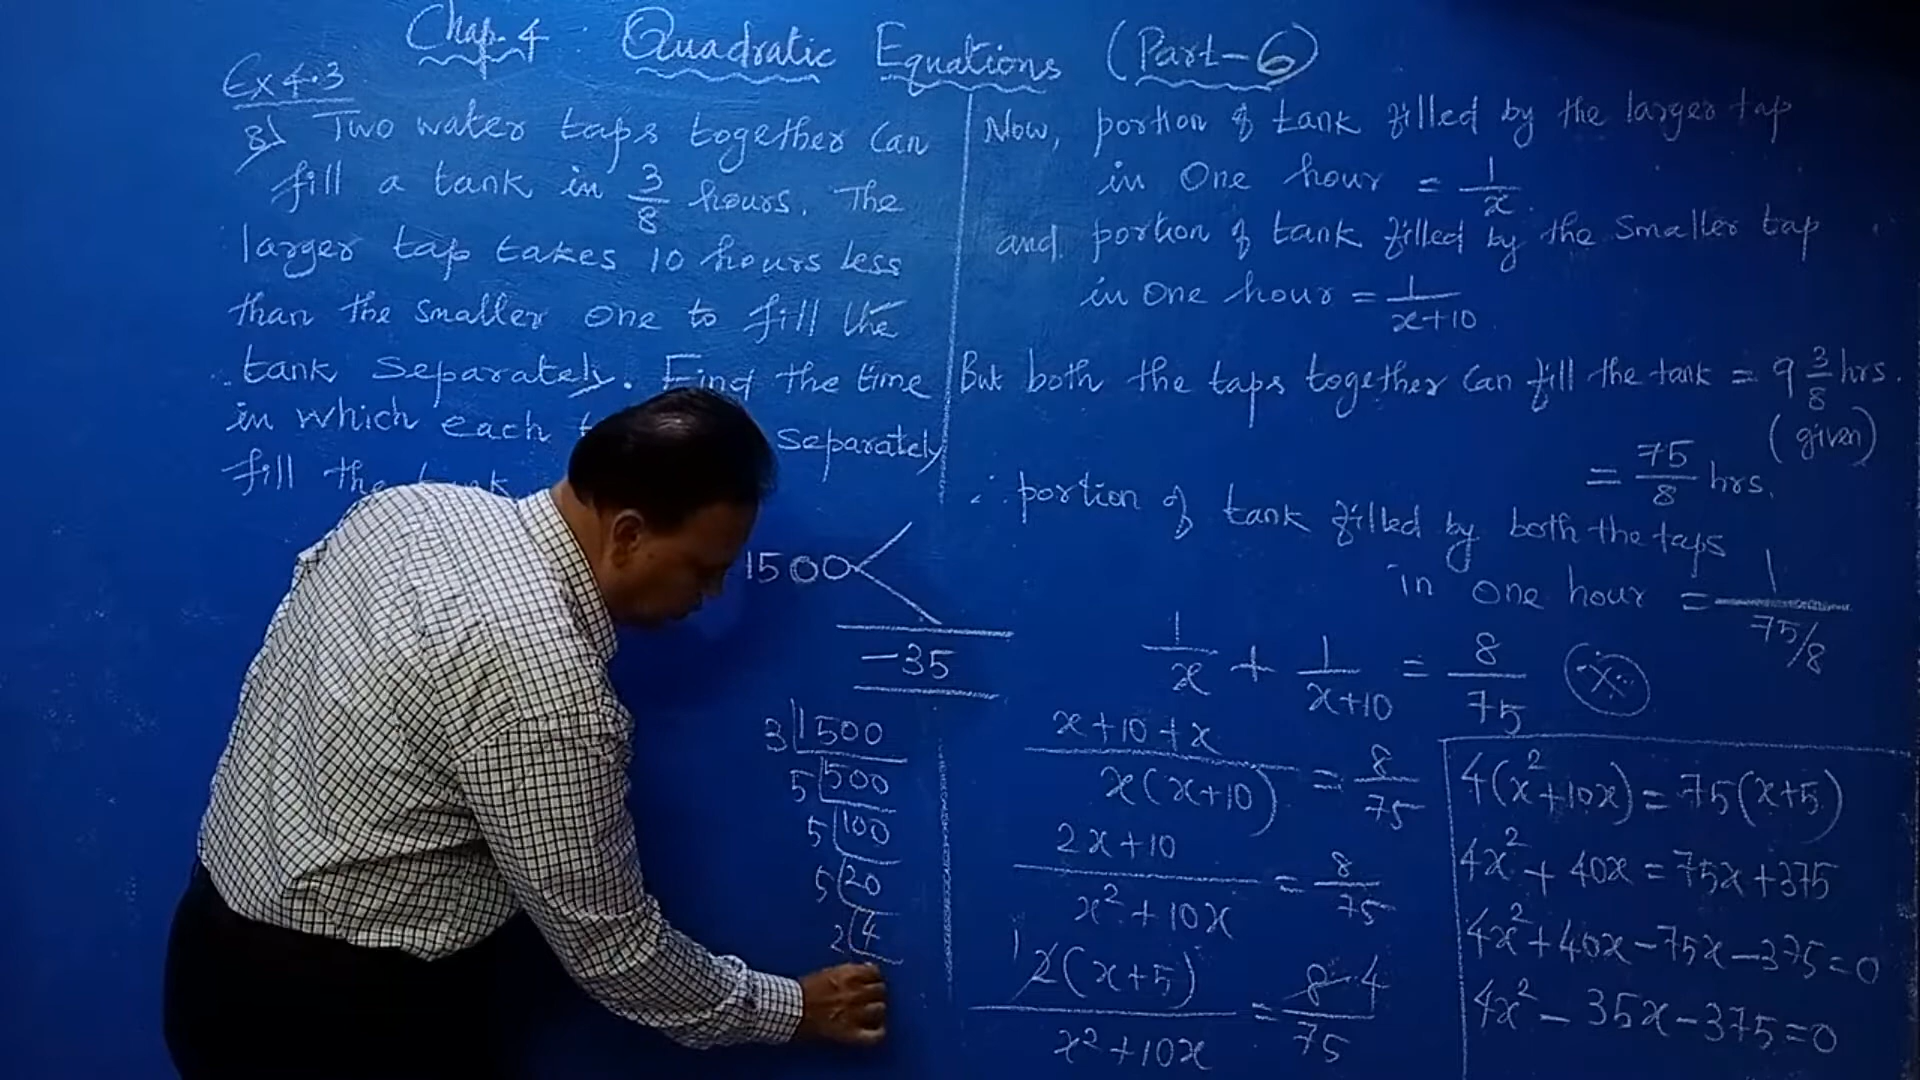 Chap. 4 : Quadratic Equations (Part-6)
Ex 4.3
Two water taps together can
fill a tank in 3/8 hours. The
larger tap takes 10 hours less
than the smaller one to fill the
tank separately. Find the time
in which each separately
fill the
1500
-35
3 | 1500
5 | 500
5 | 100
5 | 20
2 | 4
Now, portion of tank filled by the larger tap
in One hour = 1/x.
and portion of tank filled by the Smaller tap
in One hour = 1/(x+10)
But both the taps together can fill the tank = 9 3/8 hrs.
(given)
= 75/8 hrs.
∴ portion of tank filled by both the taps
in one hour = 1/(75/8)
1/x + 1/(x+10) = 8/75
(x+10+x)/(x(x+10)) = 8/75
(2x+10)/(x²+10x) = 8/75
1 2(x+5)/(x²+10x) = 8 4/75
4(x²+10x) = 75(x+5)
4x² + 40x = 75x + 375
4x² + 40x - 75x - 375 = 0
4x² - 35x - 375 = 0